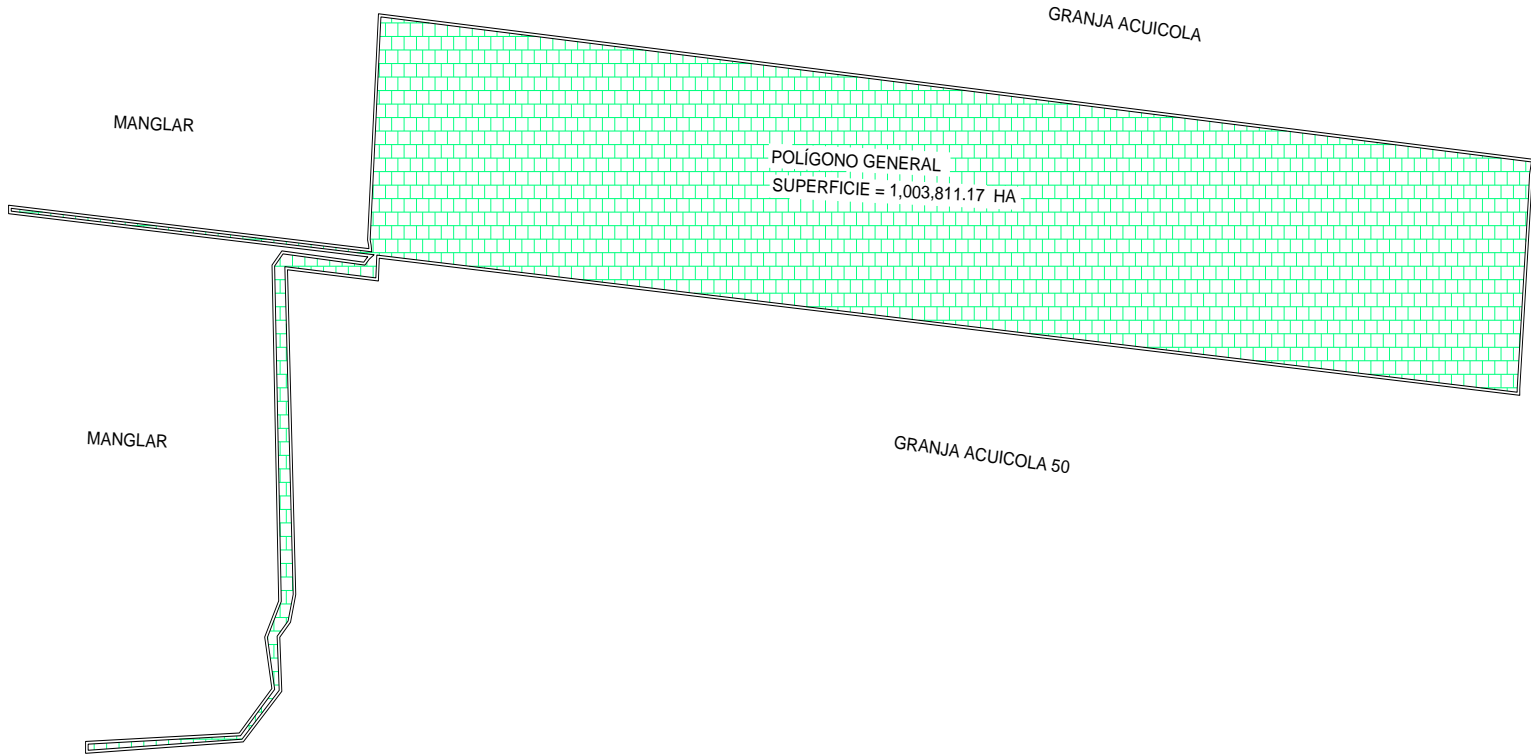 GRANJA ACUICOLA
MANGLAR
POLÍGONO GENERAL
SUPERFICIE = 1,003,811.17 HA
MANGLAR
GRANJA ACUICOLA 50